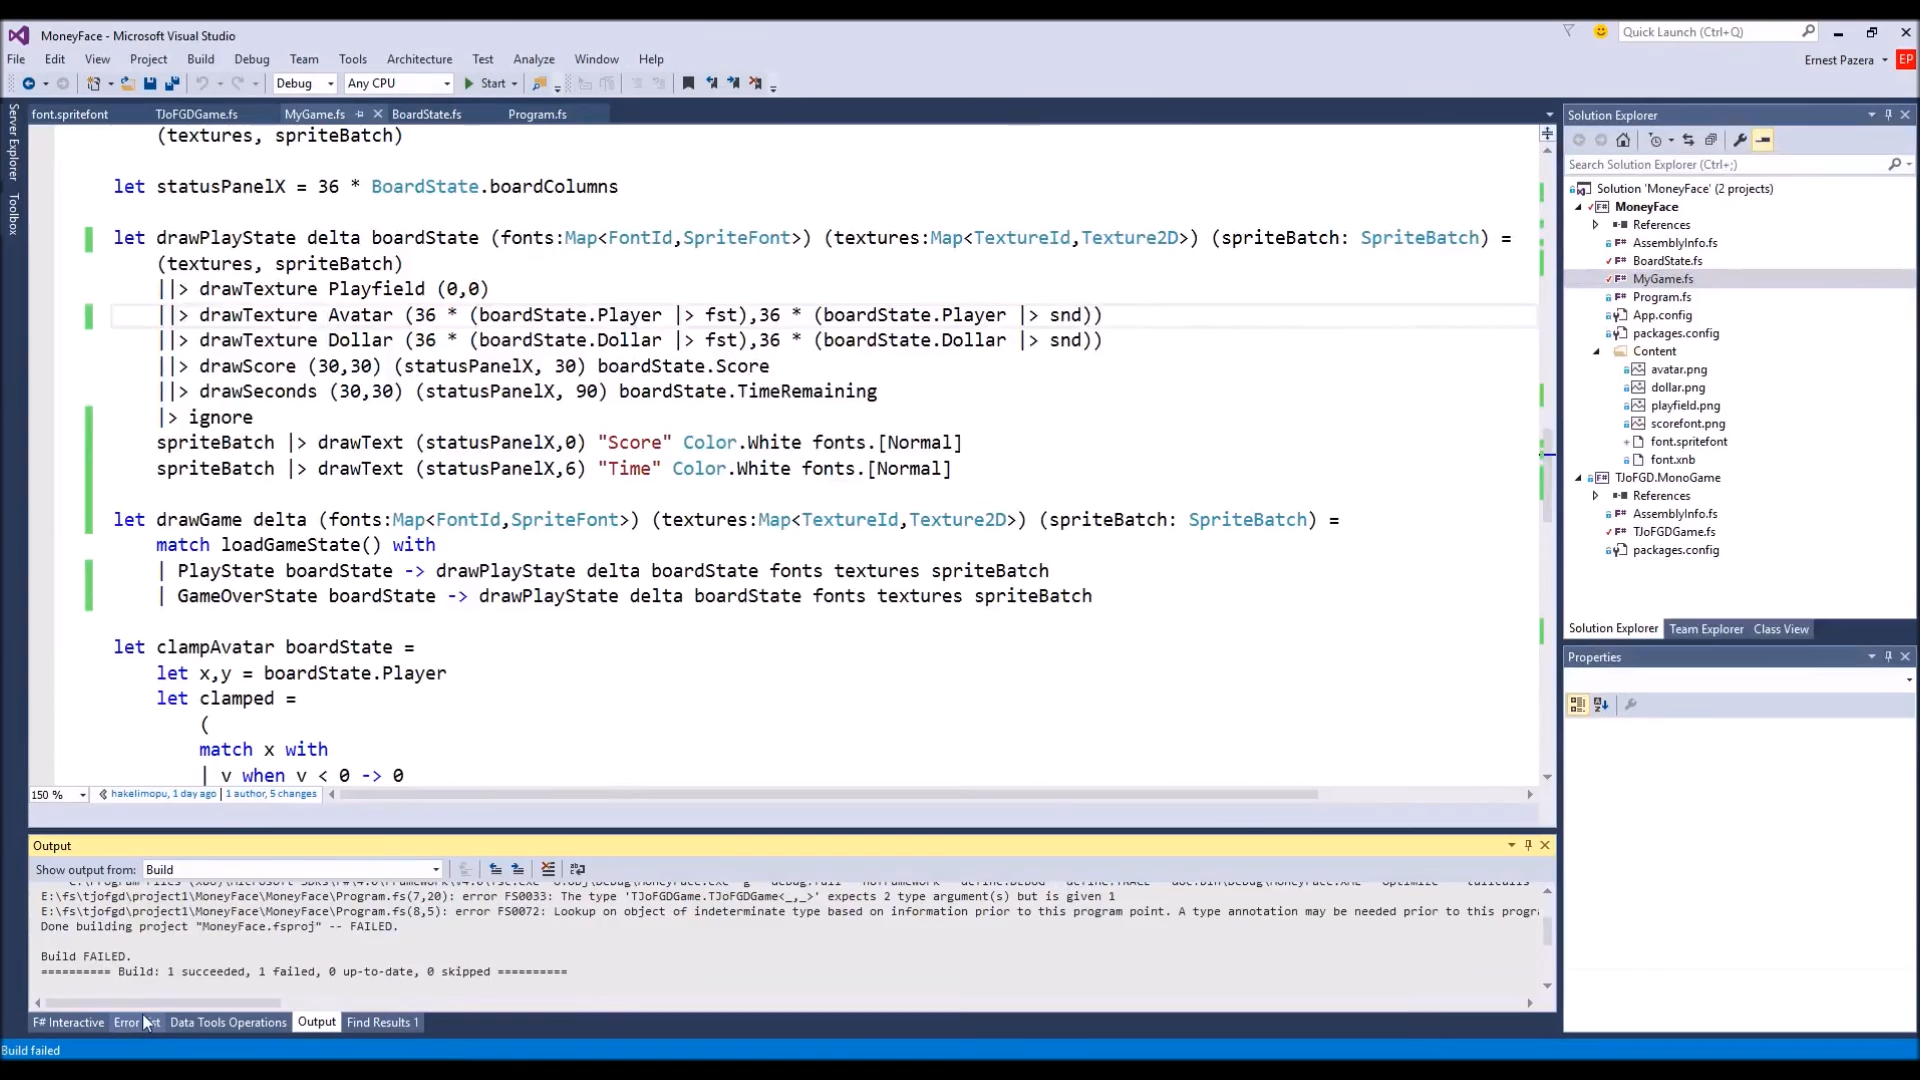 MoneyFace - Microsoft Visual Studio
Quick Launch (Ctrl+Q)
File Edit View Project Build Debug Team Tools Architecture Test Analyze Window Help
Ernest Pazera EP
Debug Any CPU Start
Server Explorer
Toolbox
font.spritefont TJoFGDGame.fs MyGame.fs BoardState.fs Program.fs
(textures, spriteBatch)
let statusPanelX = 36 * BoardState.boardColumns
let drawPlayState delta boardState (fonts:Map<FontId,SpriteFont>) (textures:Map<TextureId,Texture2D>) (spriteBatch: SpriteBatch) =
(textures, spriteBatch)
||> drawTexture Playfield (0,0)
||> drawTexture Avatar (36 * (boardState.Player |> fst),36 * (boardState.Player |> snd))
||> drawTexture Dollar (36 * (boardState.Dollar |> fst),36 * (boardState.Dollar |> snd))
||> drawScore (30,30) (statusPanelX, 30) boardState.Score
||> drawSeconds (30,30) (statusPanelX, 90) boardState.TimeRemaining
|> ignore
spriteBatch |> drawText (statusPanelX,0) "Score" Color.White fonts.[Normal]
spriteBatch |> drawText (statusPanelX,6) "Time" Color.White fonts.[Normal]
let drawGame delta (fonts:Map<FontId,SpriteFont>) (textures:Map<TextureId,Texture2D>) (spriteBatch: SpriteBatch) =
match loadGameState() with
| PlayState boardState -> drawPlayState delta boardState fonts textures spriteBatch
| GameOverState boardState -> drawPlayState delta boardState fonts textures spriteBatch
let clampAvatar boardState =
let x,y = boardState.Player
let clamped =
(
match x with
| v when v < 0 -> 0
150 % hakelimopu, 1 day ago | 1 author, 5 changes
Output
Show output from: Build
E:\fs\tjofgd\project1\MoneyFace\MoneyFace\Program.fs(7,20): error FS0033: The type 'TJoFGDGame.TJoFGDGame<_,_>' expects 2 type argument(s) but is given 1
E:\fs\tjofgd\project1\MoneyFace\MoneyFace\Program.fs(8,5): error FS0072: Lookup on object of indeterminate type based on information prior to this program point. A type annotation may be needed prior to this progr
Done building project "MoneyFace.fsproj" -- FAILED.
Build FAILED.
========== Build: 1 succeeded, 1 failed, 0 up-to-date, 0 skipped ==========
F# Interactive Error Data Tools Operations Output Find Results 1
Build failed
Solution Explorer
Search Solution Explorer (Ctrl+;)
Solution 'MoneyFace' (2 projects)
MoneyFace
References
AssemblyInfo.fs
BoardState.fs
MyGame.fs
Program.fs
App.config
packages.config
Content
avatar.png
dollar.png
playfield.png
scorefont.png
font.spritefont
font.xnb
TJoFGD.MonoGame
References
AssemblyInfo.fs
TJoFGDGame.fs
packages.config
Solution Explorer Team Explorer Class View
Properties